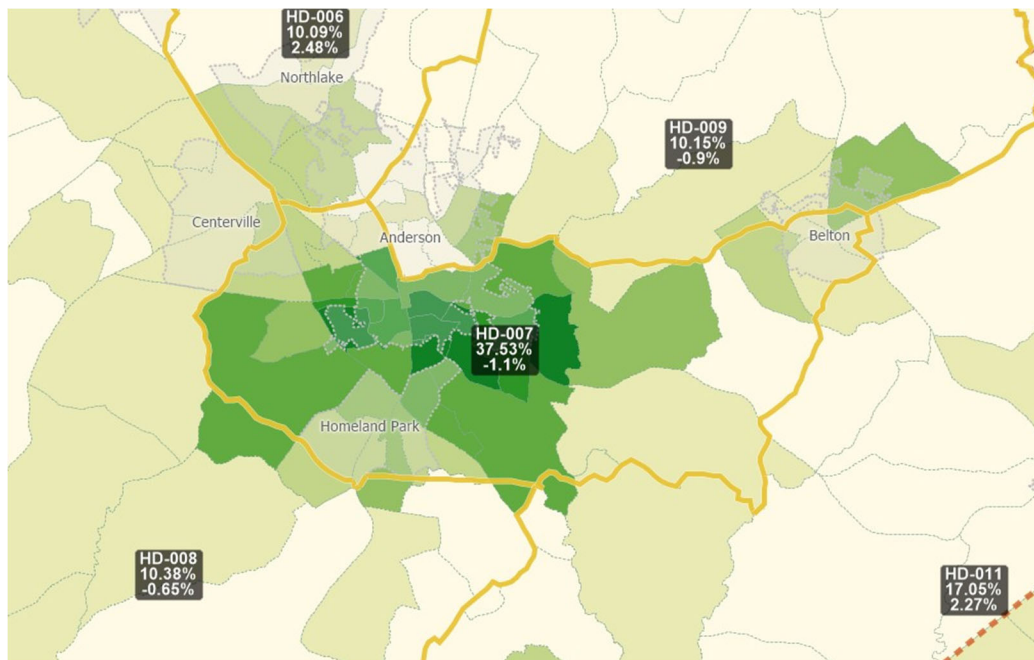 HD-006
10.09%
2.48%
Northlake
HD-009
10.15%
-0.9%
Centerville
Anderson
Belton
HD-007
37.53%
-1.1%
Homeland Park
HD-008
10.38%
-0.65%
HD-011
17.05%
2.27%